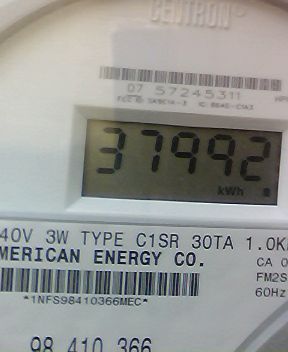 CENTRON
07 57245311
37992
kWh
40V 3W TYPE C1SR 30TA 1.0K
MERICAN ENERGY CO.
CA 0
FM2S
60Hz
*1NFS98410366MEC*
98 410 366